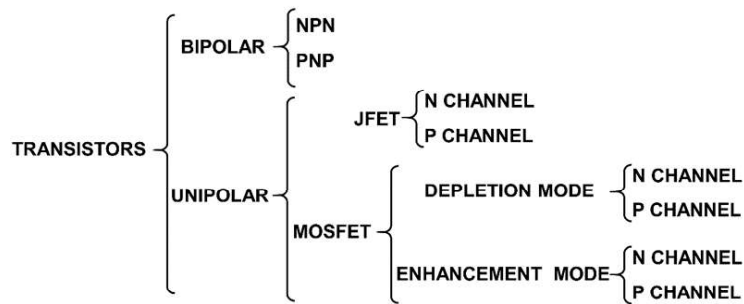 TRANSISTORS
BIPOLAR
NPN
PNP
UNIPOLAR
JFET
N CHANNEL
P CHANNEL
MOSFET
DEPLETION MODE
N CHANNEL
P CHANNEL
ENHANCEMENT MODE
N CHANNEL
P CHANNEL